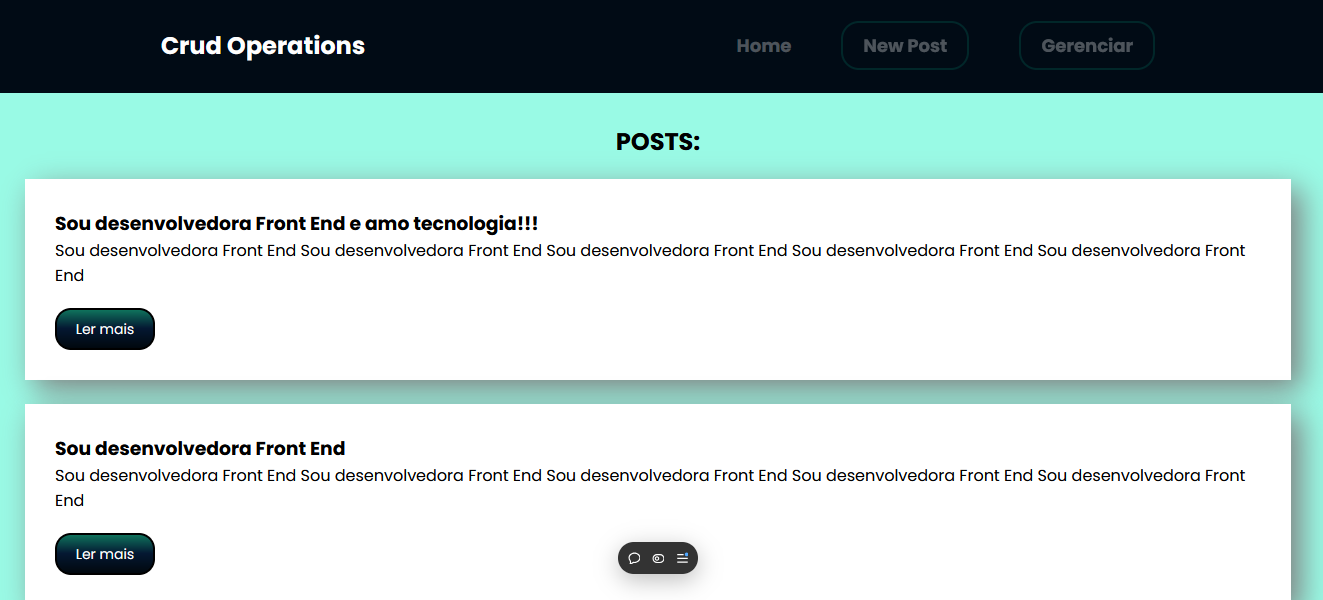 Crud Operations
Home
New Post
Gerenciar
POSTS:
Sou desenvolvedora Front End e amo tecnologia!!!
Sou desenvolvedora Front End Sou desenvolvedora Front End Sou desenvolvedora Front End Sou desenvolvedora Front End Sou desenvolvedora Front
End
Ler mais
Sou desenvolvedora Front End
Sou desenvolvedora Front End Sou desenvolvedora Front End Sou desenvolvedora Front End Sou desenvolvedora Front End Sou desenvolvedora Front
End
Ler mais